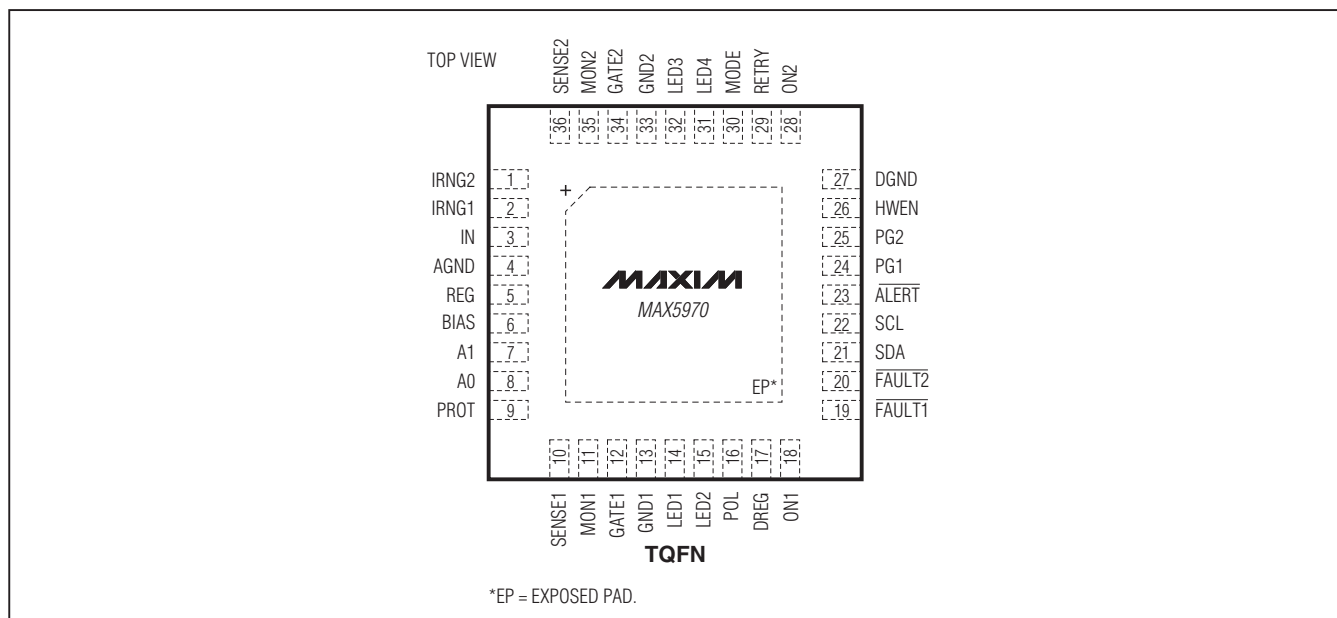 TOP VIEW
SENSE2
MON2
GATE2
GND2
LED3
LED4
MODE
RETRY
ON2
36
35
34
33
32
31
30
29
28
IRNG2 1
IRNG1 2
IN 3
AGND 4
REG 5
BIAS 6
A1 7
A0 8
PROT 9
+
MAXIM
MAX5970
EP*
27 DGND
26 HWEN
25 PG2
24 PG1
23 ALERT
22 SCL
21 SDA
20 FAULT2
19 FAULT1
10
11
12
13
14
15
16
17
18
SENSE1
MON1
GATE1
GND1
LED1
LED2
POL
DREG
ON1
TQFN
*EP = EXPOSED PAD.